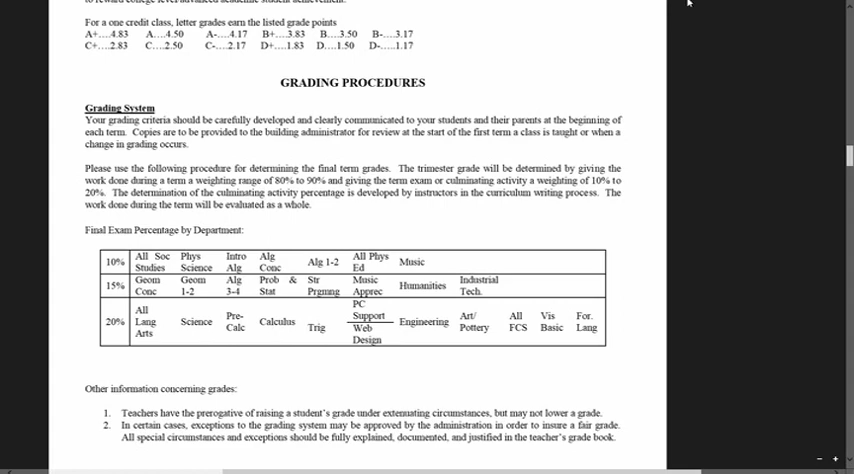 For a one credit class, letter grades earn the listed grade points
A+….4.83 A….4.50 A-….4.17 B+….3.83 B….3.50 B-….3.17
C+….2.83 C….2.50 C-….2.17 D+….1.83 D….1.50 D-…..1.17
GRADING PROCEDURES
Grading System
Your grading criteria should be carefully developed and clearly communicated to your students and their parents at the beginning of
each term. Copies are to be provided to the building administrator for review at the start of the first term a class is taught or when a
change in grading occurs.
Please use the following procedure for determining the final term grades. The trimester grade will be determined by giving the
work done during a term a weighting range of 80% to 90% and giving the term exam or culminating activity a weighting of 10% to
20%. The determination of the culminating activity percentage is developed by instructors in the curriculum writing process. The
work done during the term will be evaluated as a whole.
Final Exam Percentage by Department:
10% All Soc Studies Phys Science Intro Alg Alg Conc Alg 1-2 All Phys Ed Music
15% Geom Conc Geom 1-2 Alg 3-4 Prob & Stat Str Prgmng Music Apprec Humanities Industrial Tech.
20% All Lang Arts Science Pre-Calc Calculus Trig PC Support Web Design Engineering Art/ Pottery All FCS Vis Basic For. Lang
Other information concerning grades:
1. Teachers have the prerogative of raising a student's grade under extenuating circumstances, but may not lower a grade.
2. In certain cases, exceptions to the grading system may be approved by the administration in order to insure a fair grade.
All special circumstances and exceptions should be fully explained, documented, and justified in the teacher's grade book.